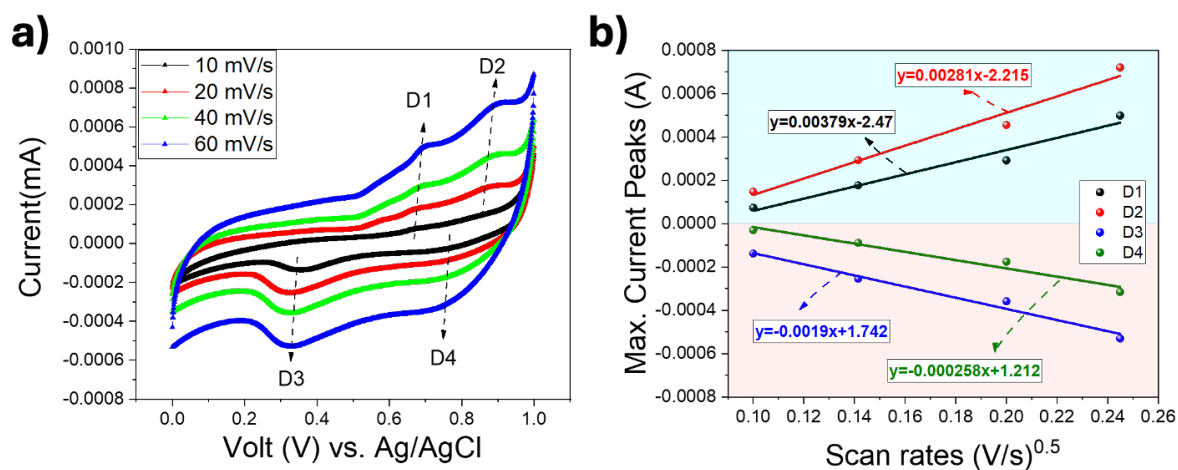 a)
0.0010
0.0008
0.0006
0.0004
0.0002
0.0000
-0.0002
-0.0004
-0.0006
-0.0008
Current(mA)
10 mV/s
20 mV/s
40 mV/s
60 mV/s
D1
D2
D3
D4
0.0 0.2 0.4 0.6 0.8 1.0
Volt (V) vs. Ag/AgCl
b)
0.0008
0.0006
0.0004
0.0002
0.0000
-0.0002
-0.0004
-0.0006
-0.0008
Max. Current Peaks (A)
y=0.00281x-2.215
y=0.00379x-2.47
D1
D2
D3
D4
y=-0.0019x+1.742
y=-0.000258x+1.212
0.10 0.12 0.14 0.16 0.18 0.20 0.22 0.24 0.26
Scan rates (V/s)^0.5